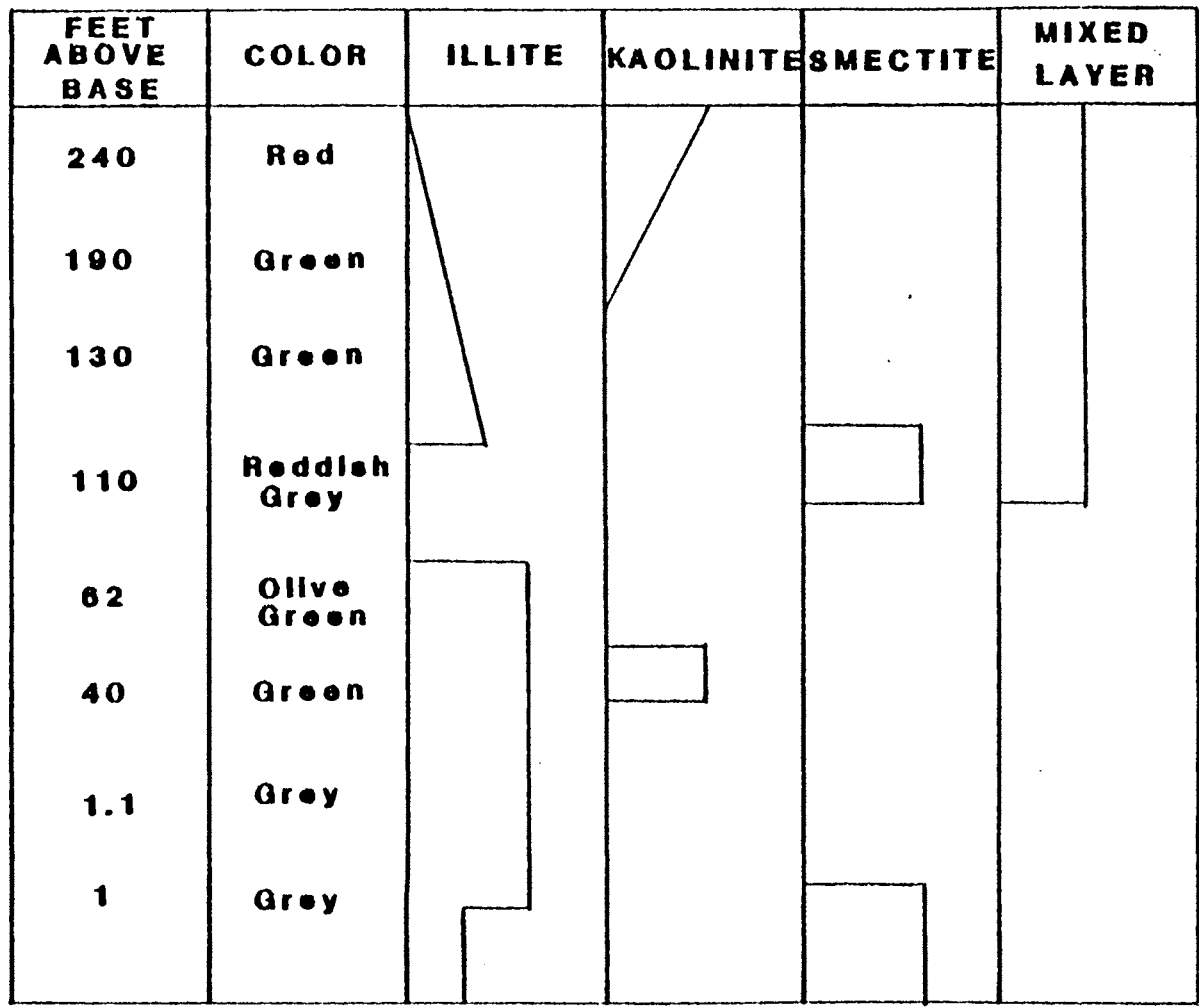 FEET ABOVE BASE
COLOR
ILLITE
KAOLINITE
SMECTITE
MIXED LAYER
240 Red
190 Green
130 Green
110 Reddish Grey
62 Olive Green
40 Green
1.1 Grey
1 Grey